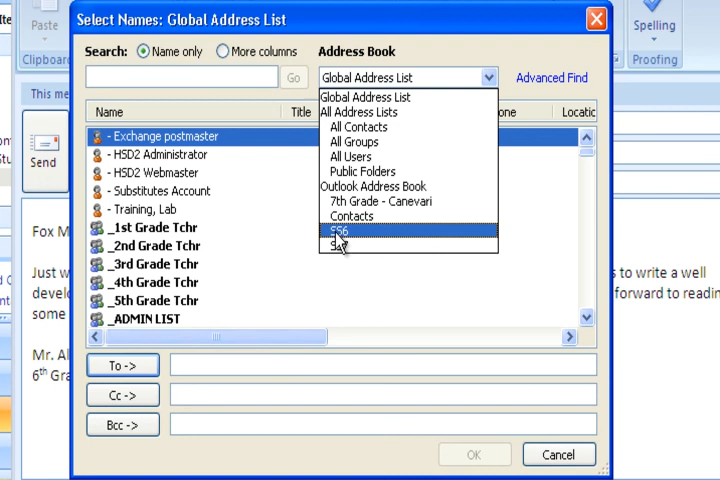 Select Names: Global Address List
Paste
Spelling
Clipboard
Proofing
Search: Name only More columns Address Book
Go Global Address List Advanced Find
This me
Name Title one Locatic
Global Address List
All Address Lists
All Contacts
All Groups
All Users
Public Folders
Outlook Address Book
7th Grade - Canevari
Contacts
SS6
- Exchange postmaster
- HSD2 Administrator
- HSD2 Webmaster
- Substitutes Account
- Training, Lab
_1st Grade Tchr
_2nd Grade Tchr
_3rd Grade Tchr
_4th Grade Tchr
_5th Grade Tchr
_ADMIN LIST
Send
Fox M
Just w s to write a well
develo forward to readin
some
Mr. Al
6th Gra
To ->
Cc ->
Bcc ->
OK Cancel